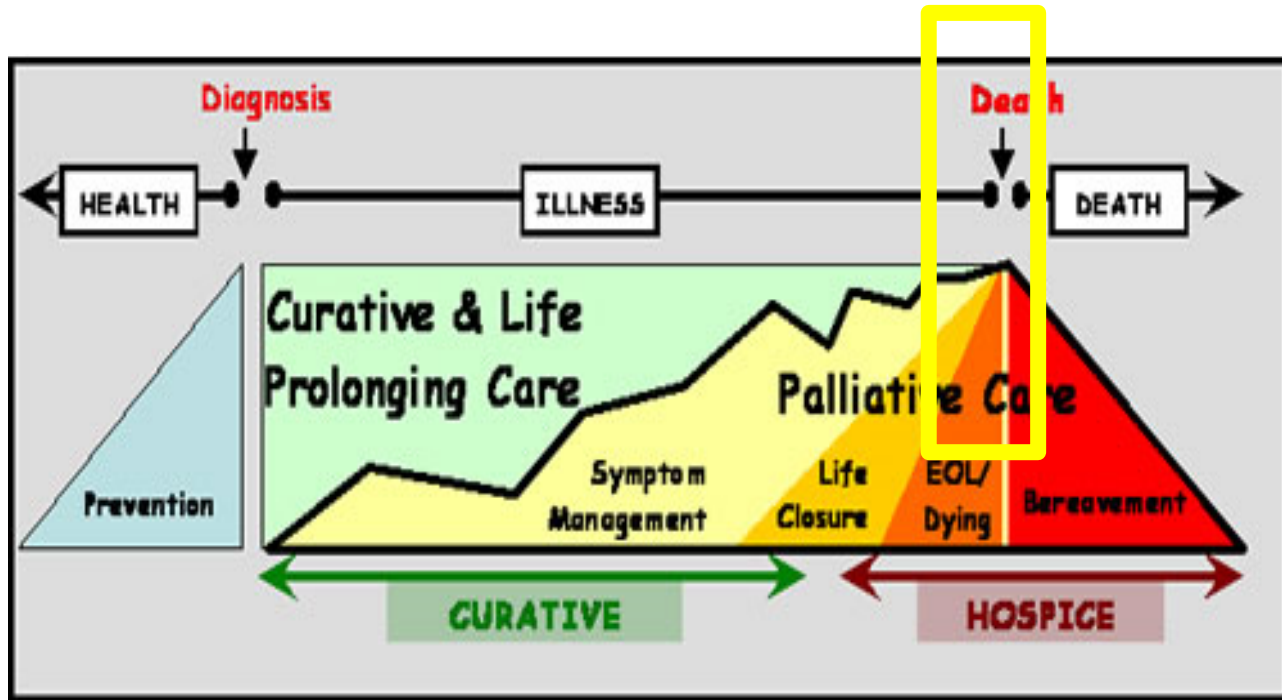 Diagnosis
Death
HEALTH
ILLNESS
DEATH
Curative & Life
Prolonging Care
Palliative Care
Prevention
Symptom
Management
Life
Closure
EOL/
Dying
Bereavement
CURATIVE
HOSPICE